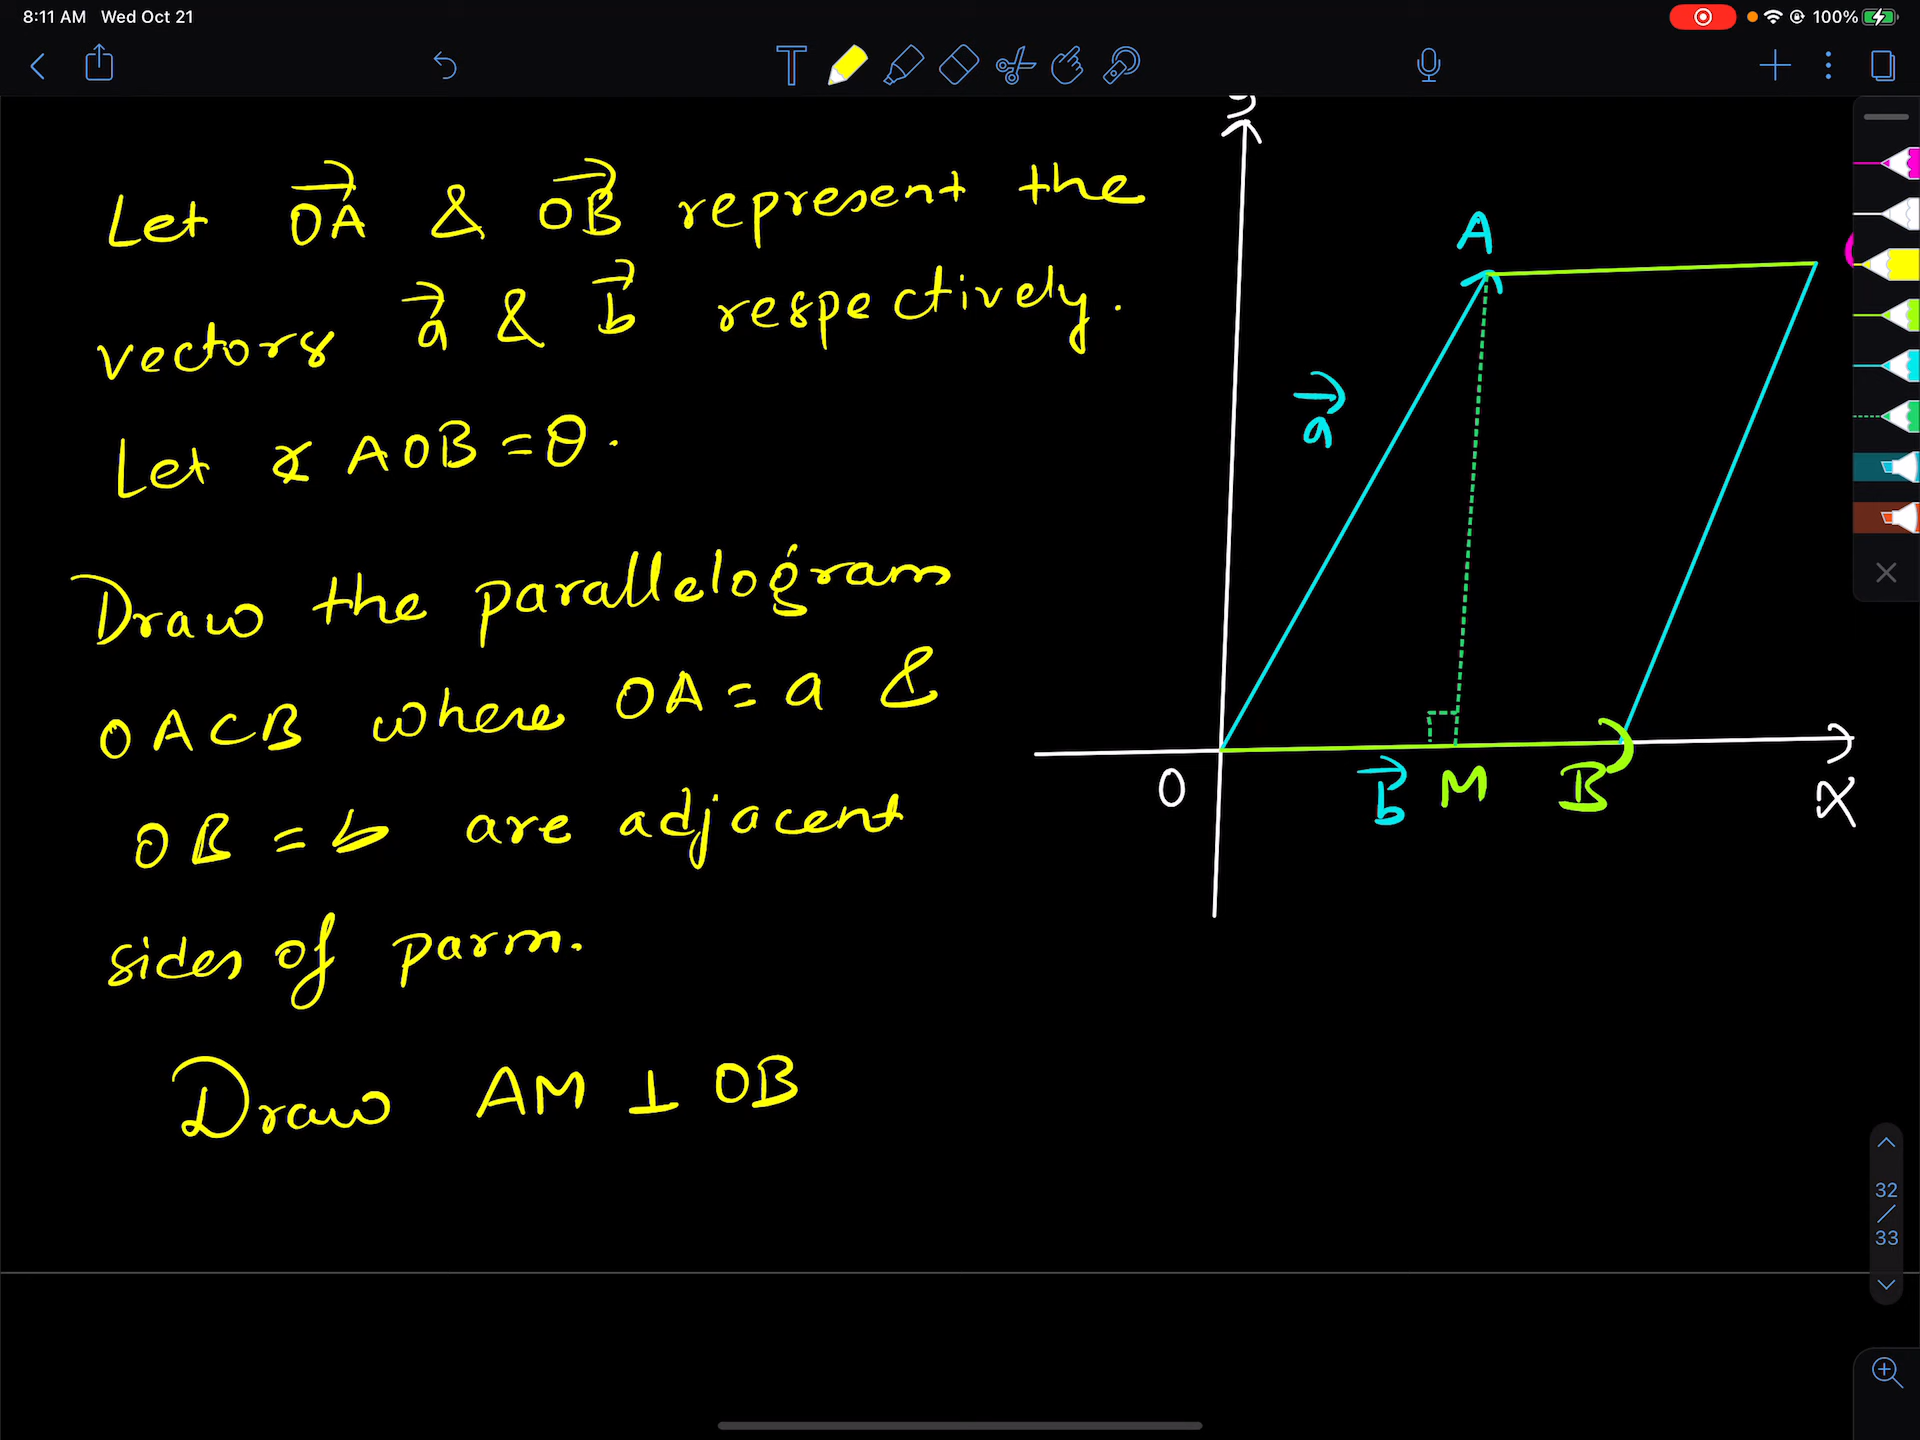 8:11 AM Wed Oct 21
100%
Let →OA & →OB represent the
vectors →a & →b respectively.
Let ∡ AOB = θ.
Draw the parallelogram
OACB where OA = a &
OB = b are adjacent
sides of parm.
Draw AM ⊥ OB
A
→a
O
→b
M
B
X
32
/
33